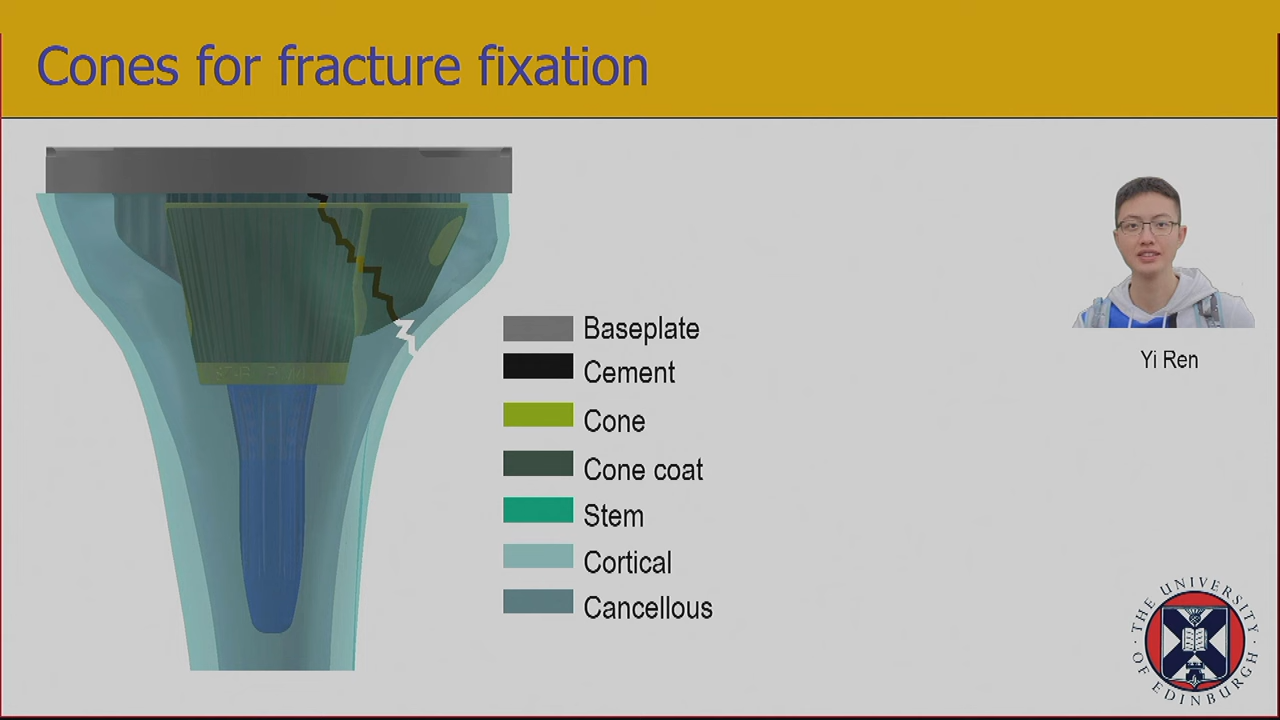 Cones for fracture fixation
Baseplate
Cement
Cone
Cone coat
Stem
Cortical
Cancellous
Yi Ren
THE UNIVERSITY
OF EDINBURGH